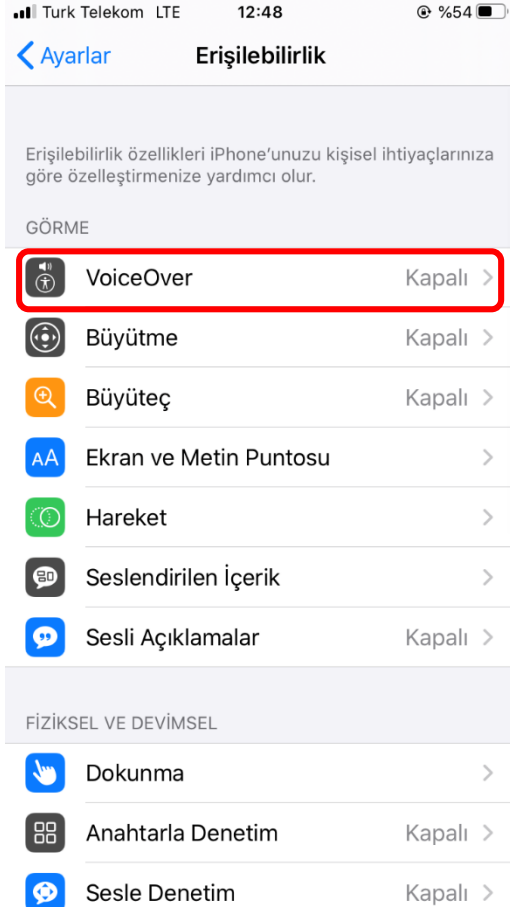 Turk Telekom LTE 12:48 %54
Ayarlar Erişilebilirlik
Erişilebilirlik özellikleri iPhone'unuzu kişisel ihtiyaçlarınıza
göre özelleştirmenize yardımcı olur.
GÖRME
VoiceOver Kapalı
Büyütme Kapalı
Büyüteç Kapalı
AA Ekran ve Metin Puntosu
Hareket
Seslendirilen İçerik
Sesli Açıklamalar Kapalı
FİZİKSEL VE DEVİMSEL
Dokunma
Anahtarla Denetim Kapalı
Sesle Denetim Kapalı